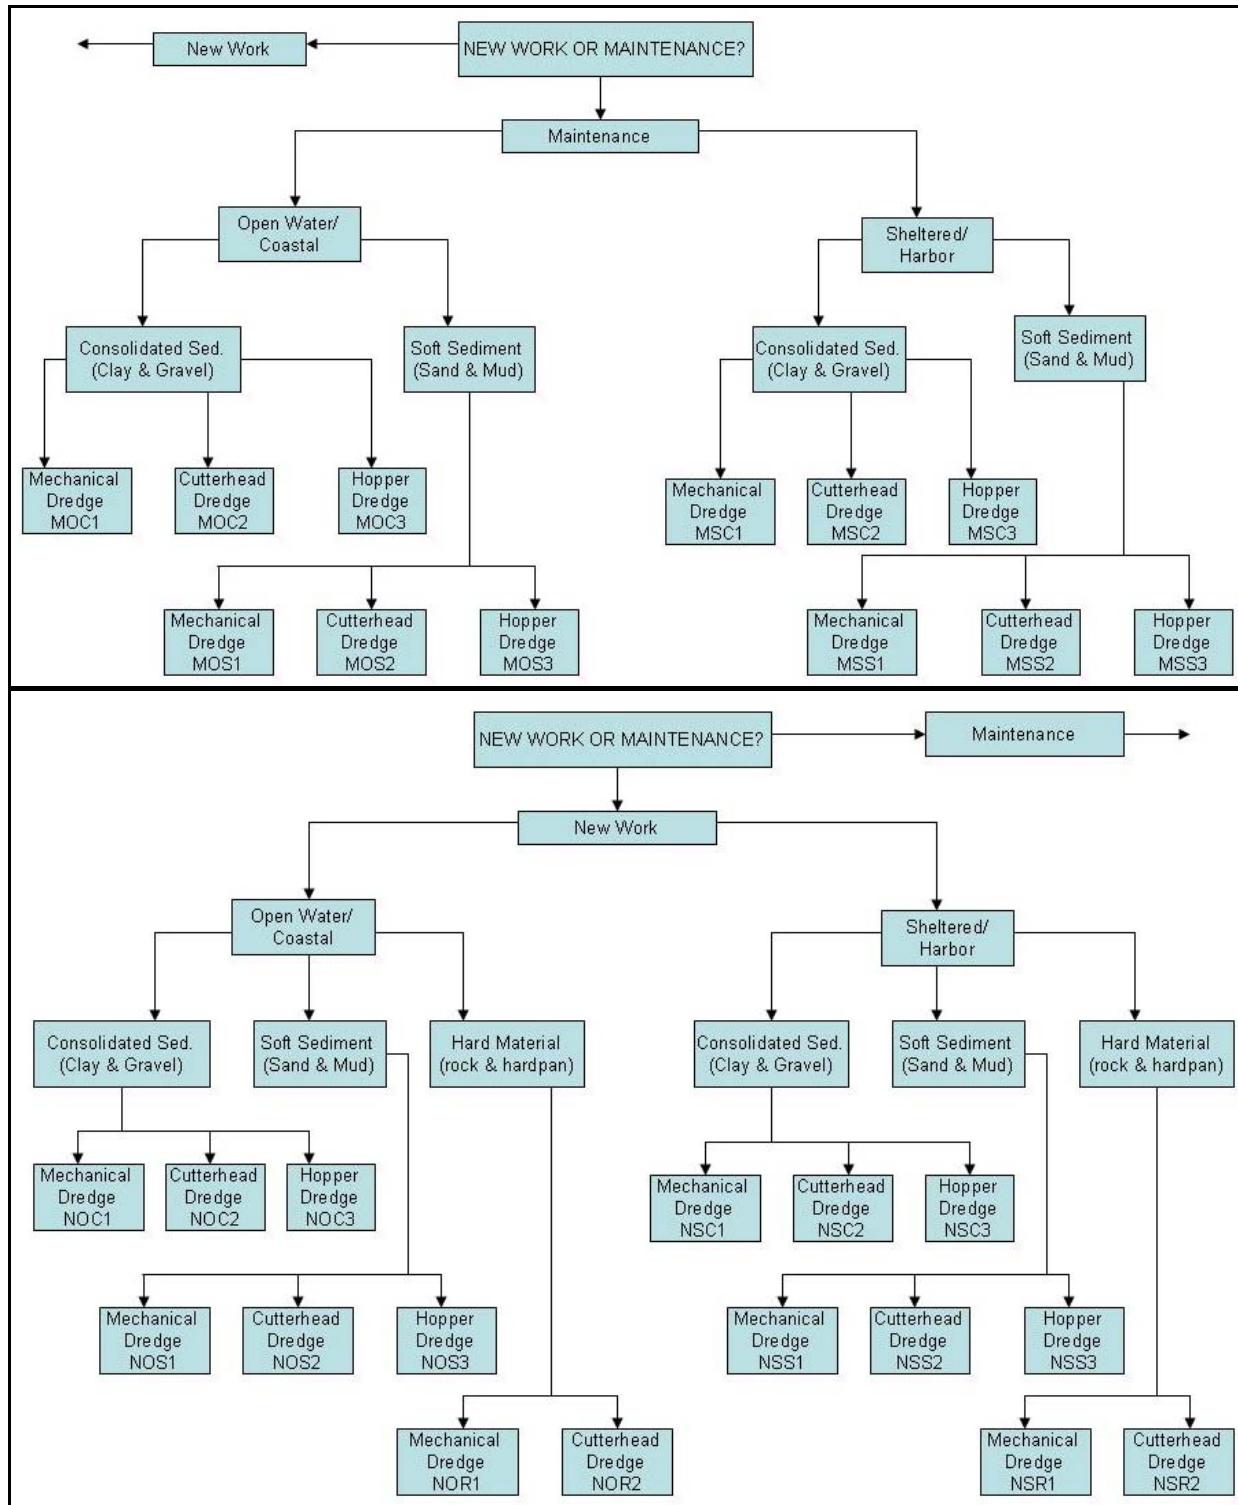 New Work
NEW WORK OR MAINTENANCE?
Maintenance
Open Water/
Coastal
Sheltered/
Harbor
Consolidated Sed.
(Clay & Gravel)
Soft Sediment
(Sand & Mud)
Consolidated Sed.
(Clay & Gravel)
Soft Sediment
(Sand & Mud)
Mechanical
Dredge
MOC1
Cutterhead
Dredge
MOC2
Hopper
Dredge
MOC3
Mechanical
Dredge
MSC1
Cutterhead
Dredge
MSC2
Hopper
Dredge
MSC3
Mechanical
Dredge
MOS1
Cutterhead
Dredge
MOS2
Hopper
Dredge
MOS3
Mechanical
Dredge
MSS1
Cutterhead
Dredge
MSS2
Hopper
Dredge
MSS3
NEW WORK OR MAINTENANCE?
Maintenance
New Work
Open Water/
Coastal
Sheltered/
Harbor
Consolidated Sed.
(Clay & Gravel)
Soft Sediment
(Sand & Mud)
Hard Material
(rock & hardpan)
Consolidated Sed.
(Clay & Gravel)
Soft Sediment
(Sand & Mud)
Hard Material
(rock & hardpan)
Mechanical
Dredge
NOC1
Cutterhead
Dredge
NOC2
Hopper
Dredge
NOC3
Mechanical
Dredge
NSC1
Cutterhead
Dredge
NSC2
Hopper
Dredge
NSC3
Mechanical
Dredge
NOS1
Cutterhead
Dredge
NOS2
Hopper
Dredge
NOS3
Mechanical
Dredge
NSS1
Cutterhead
Dredge
NSS2
Hopper
Dredge
NSS3
Mechanical
Dredge
NOR1
Cutterhead
Dredge
NOR2
Mechanical
Dredge
NSR1
Cutterhead
Dredge
NSR2